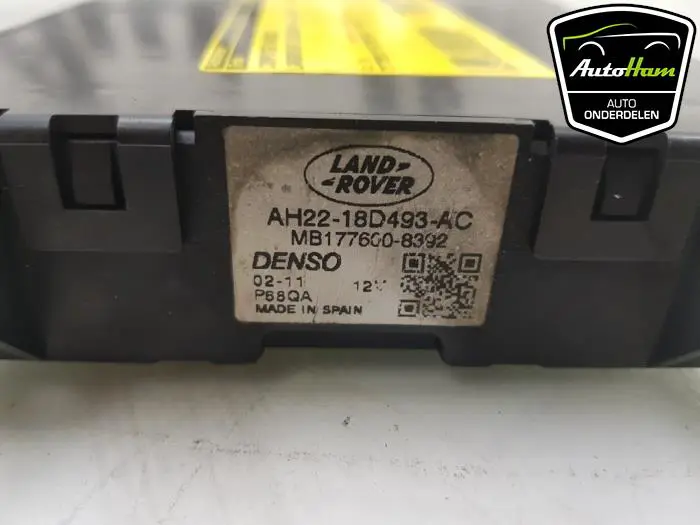 AutoHam
AUTO
ONDERDELEN
LAND-
-ROVER
AH22-18D493-AC
MB177600-8392
DENSO
02-11 12V
P68QA
MADE IN SPAIN